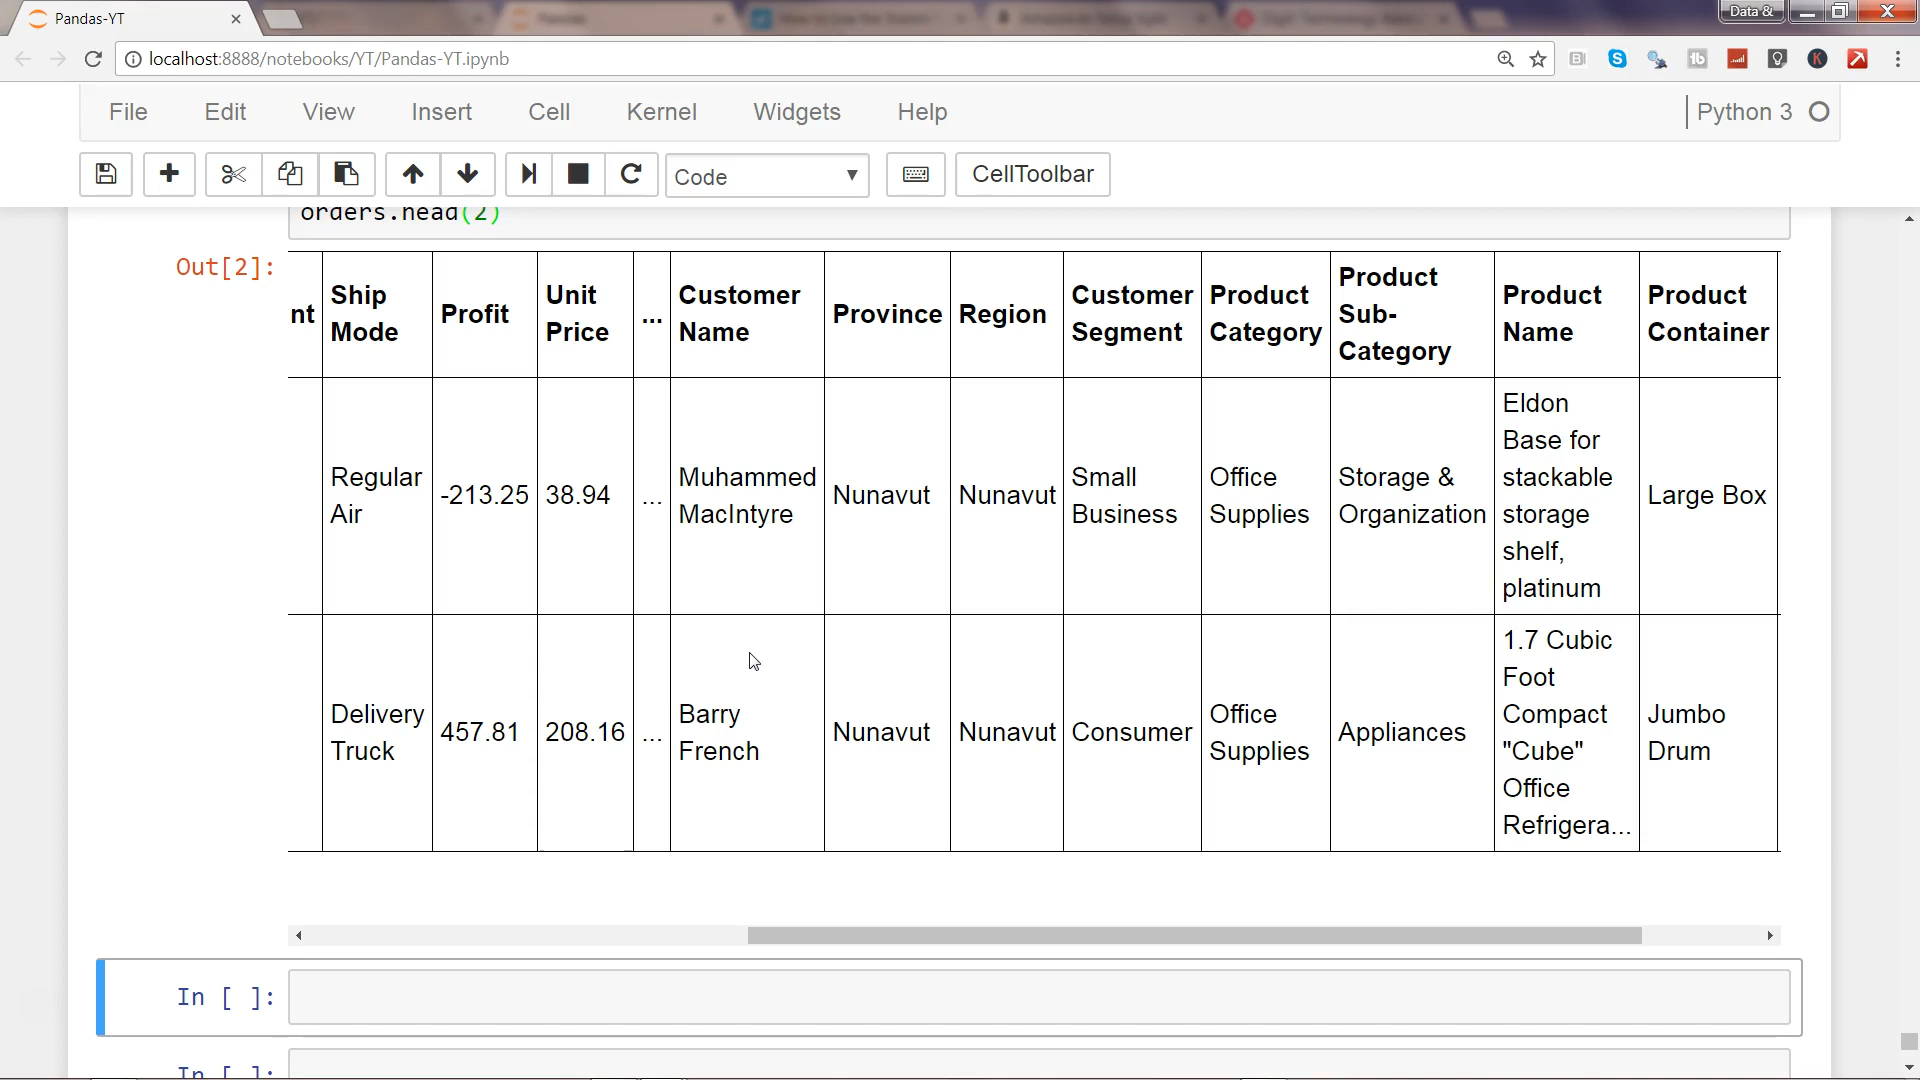 Pandas-YT
Data &
localhost:8888/notebooks/YT/Pandas-YT.ipynb
File Edit View Insert Cell Kernel Widgets Help
Python 3
Code
CellToolbar
orders.head(2)
Out[2]:
nt
Ship
Mode
Profit
Unit
Price
...
Customer
Name
Province
Region
Customer
Segment
Product
Category
Product
Sub-
Category
Product
Name
Product
Container
Regular
Air
-213.25
38.94
...
Muhammed
MacIntyre
Nunavut
Nunavut
Small
Business
Office
Supplies
Storage &
Organization
Eldon
Base for
stackable
storage
shelf,
platinum
Large Box
Delivery
Truck
457.81
208.16
...
Barry
French
Nunavut
Nunavut
Consumer
Office
Supplies
Appliances
1.7 Cubic
Foot
Compact
"Cube"
Office
Refrigera...
Jumbo
Drum
In [ ]:
In [ ]: